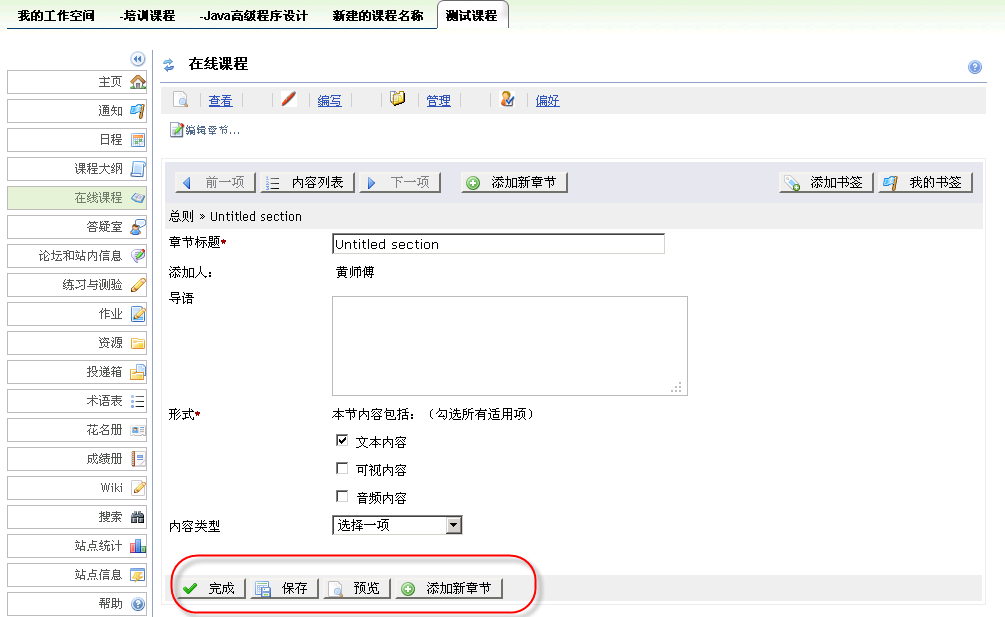 我的工作空间 -培训课程 -Java高级程序设计 新建的课程名称 测试课程
主页
通知
日程
课程大纲
在线课程
答疑室
论坛和站内信息
练习与测验
作业
资源
投递箱
术语表
花名册
成绩册
Wiki
搜索
站点统计
站点信息
帮助
在线课程
查看 编写 管理 偏好
编辑章节...
前一项 内容列表 下一项 添加新章节 添加书签 我的书签
总则 » Untitled section
章节标题* Untitled section
添加人: 黄师傅
导语
形式* 本节内容包括: (勾选所有适用项)
文本内容
可视内容
音频内容
内容类型 选择一项
完成 保存 预览 添加新章节